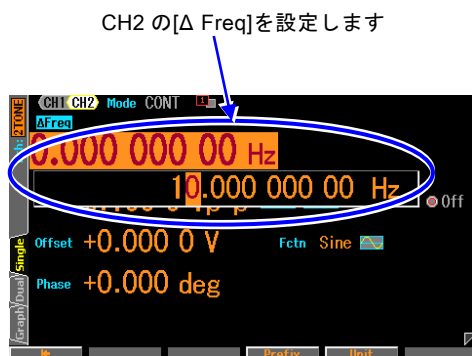 CH2 の[Δ Freq]を設定します
2TONE
CH1 CH2 Mode CONT 1
ΔFreq
0.000 000 00 Hz
10.000 000 00 Hz
Off
Offset +0.000 0 V Fctn Sine
Phase +0.000 deg
Single
Dual
Graph
Prefix Unit